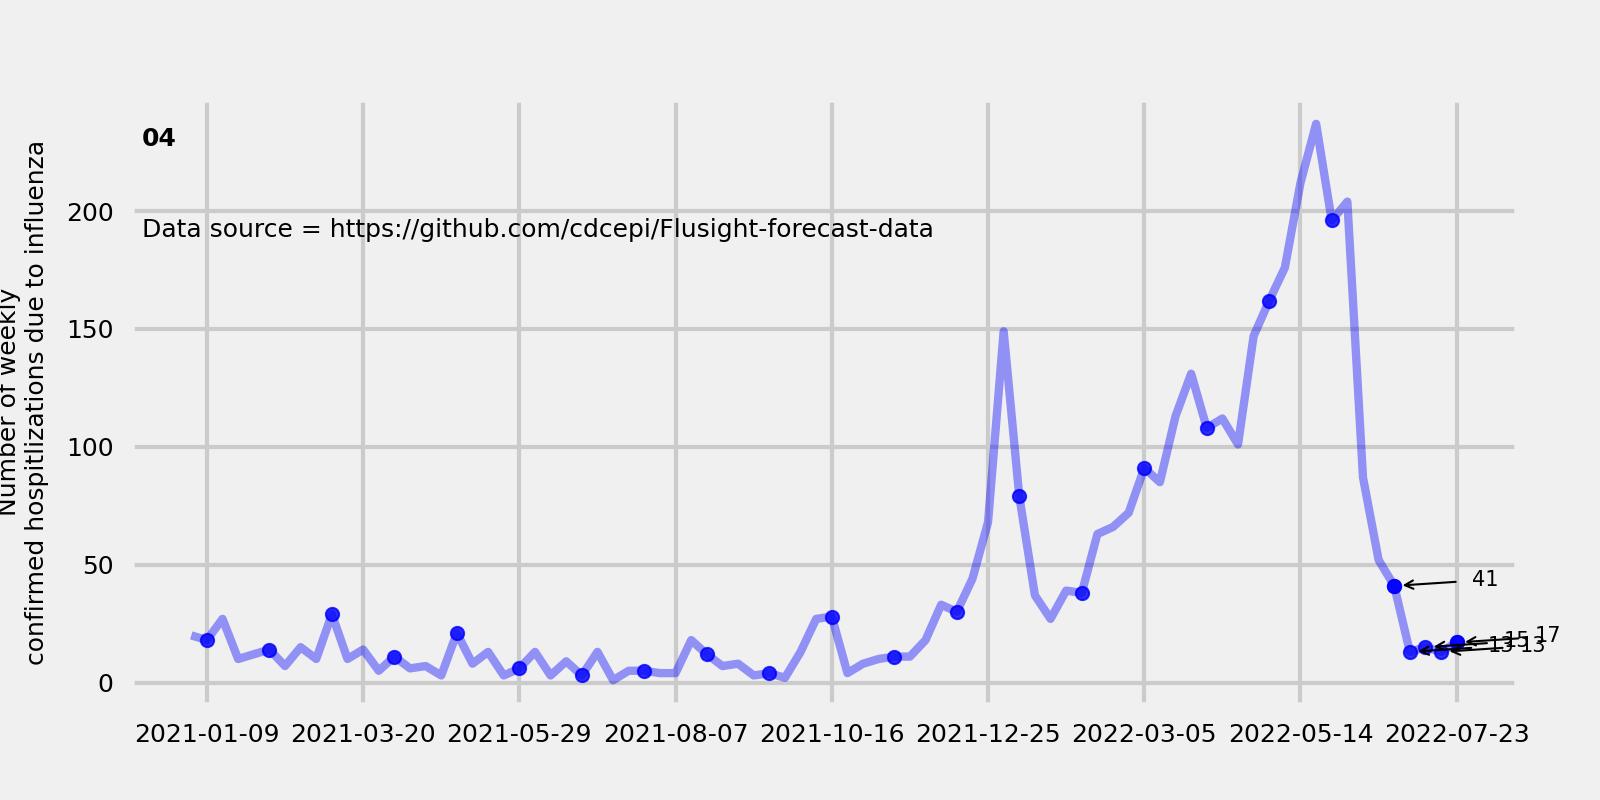 04
Data source = https://github.com/cdcepi/Flusight-forecast-data
Number of weekly
confirmed hospitlizations due to influenza
200
150
100
50
0
41
13
15
13
17
2021-01-09 2021-03-20 2021-05-29 2021-08-07 2021-10-16 2021-12-25 2022-03-05 2022-05-14 2022-07-23